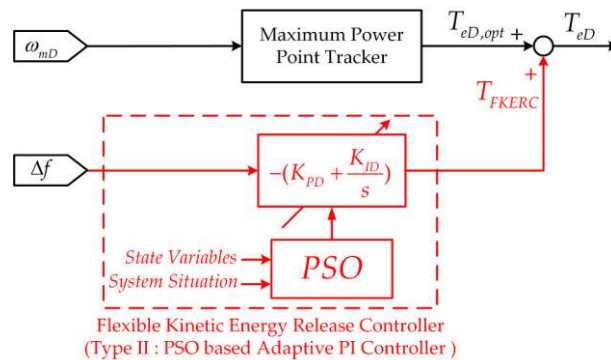 ω_mD
Maximum Power
Point Tracker
T_eD,opt
+
T_eD
+
T_FKERC
Δf
-(K_PD + K_ID/s)
State Variables
System Situation
PSO
Flexible Kinetic Energy Release Controller
(Type II : PSO based Adaptive PI Controller )